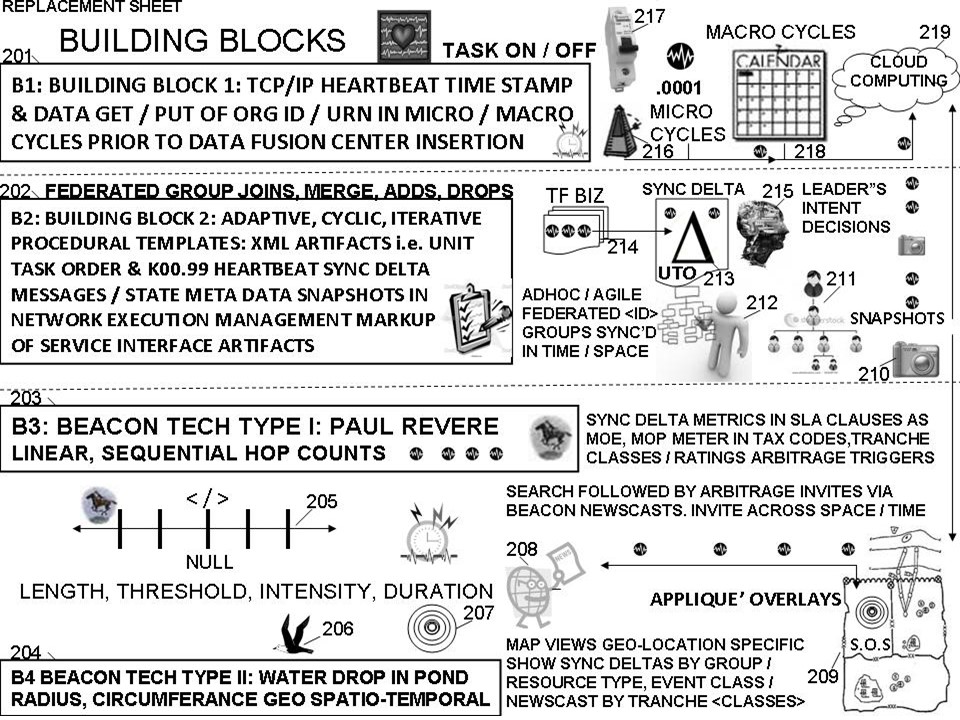 REPLACEMENT SHEET
BUILDING BLOCKS
TASK ON / OFF
217
MACRO CYCLES
219
201
B1: BUILDING BLOCK 1: TCP/IP HEARTBEAT TIME STAMP
& DATA GET / PUT OF ORG ID / URN IN MICRO / MACRO
CYCLES PRIOR TO DATA FUSION CENTER INSERTION
.0001
MICRO
CYCLES
216
CALENDAR
218
CLOUD
COMPUTING
202
FEDERATED GROUP JOINS, MERGE, ADDS, DROPS
B2: BUILDING BLOCK 2: ADAPTIVE, CYCLIC, ITERATIVE
PROCEDURAL TEMPLATES: XML ARTIFACTS i.e. UNIT
TASK ORDER & K00.99 HEARTBEAT SYNC DELTA
MESSAGES / STATE META DATA SNAPSHOTS IN
NETWORK EXECUTION MANAGEMENT MARKUP
OF SERVICE INTERFACE ARTIFACTS
TF BIZ
214
SYNC DELTA
Δ
UTO
213
215
LEADER"S
INTENT
DECISIONS
ADHOC / AGILE
FEDERATED <ID>
GROUPS SYNC'D
IN TIME / SPACE
212
211
SNAPSHOTS
210
203
B3: BEACON TECH TYPE I: PAUL REVERE
LINEAR, SEQUENTIAL HOP COUNTS
SYNC DELTA METRICS IN SLA CLAUSES AS
MOE, MOP METER IN TAX CODES,TRANCHE
CLASSES / RATINGS ARBITRAGE TRIGGERS
< / >
205
NULL
LENGTH, THRESHOLD, INTENSITY, DURATION
SEARCH FOLLOWED BY ARBITRAGE INVITES VIA
BEACON NEWSCASTS. INVITE ACROSS SPACE / TIME
208
NEWS
APPLIQUE' OVERLAYS
206
207
204
B4 BEACON TECH TYPE II: WATER DROP IN POND
RADIUS, CIRCUMFERANCE GEO SPATIO-TEMPORAL
MAP VIEWS GEO-LOCATION SPECIFIC
SHOW SYNC DELTAS BY GROUP /
RESOURCE TYPE, EVENT CLASS /
NEWSCAST BY TRANCHE <CLASSES>
S.O.S
209